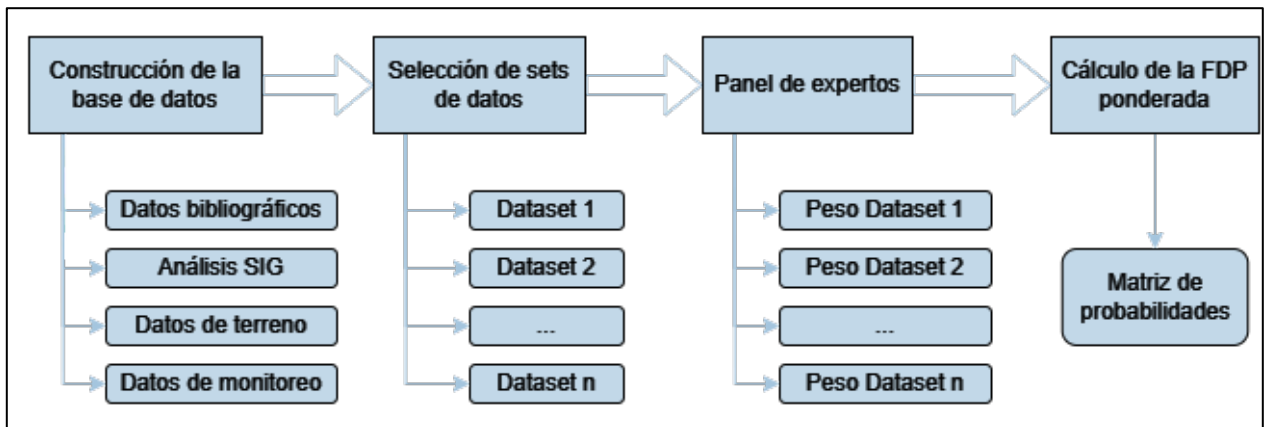 Construcción de la
base de datos
Selección de sets
de datos
Panel de expertos
Cálculo de la FDP
ponderada
Datos bibliográficos
Análisis SIG
Datos de terreno
Datos de monitoreo
Dataset 1
Dataset 2
...
Dataset n
Peso Dataset 1
Peso Dataset 2
...
Peso Dataset n
Matriz de
probabilidades